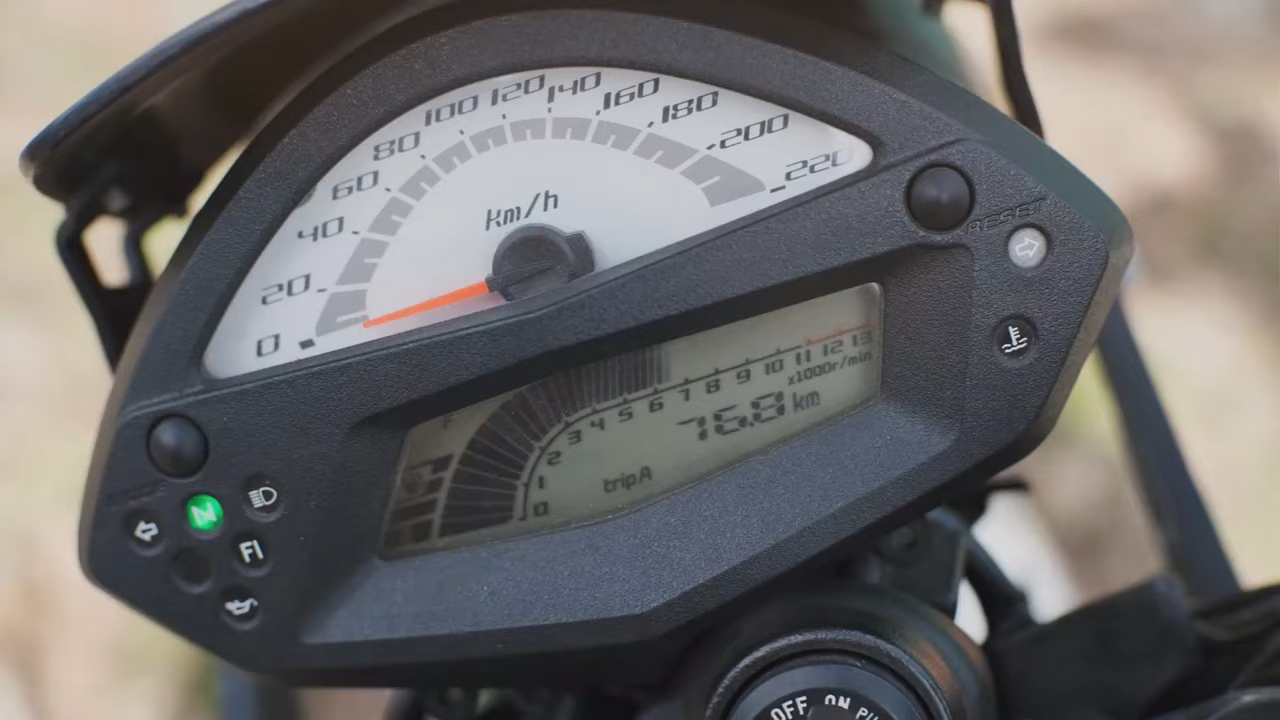 0 20 40 60 80 100 120 140 160 180 200 220
km/h
RESET
F
0 1 2 3 4 5 6 7 8 9 10 11 12 13
x1000r/min
76.8 km
trip A
N
FI
OFF ON